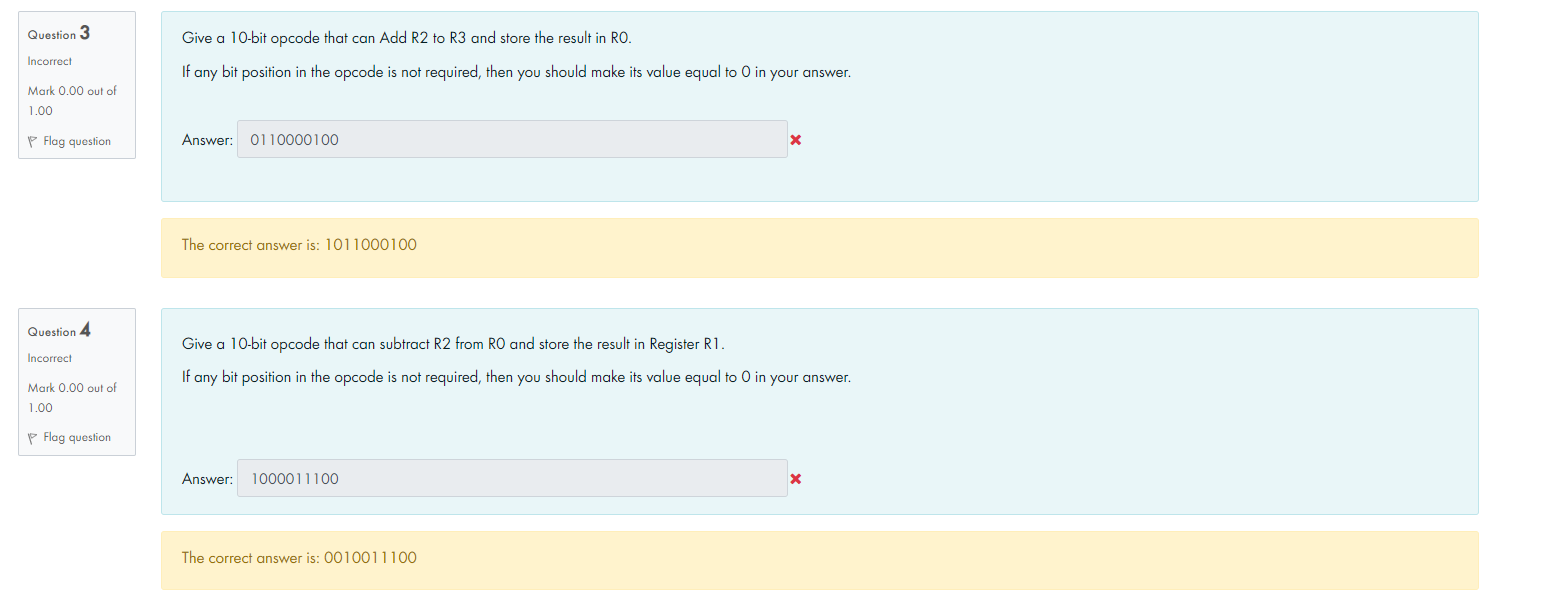 Question 3
Incorrect
Mark 0.00 out of
1.00
Flag question
Give a 10-bit opcode that can Add R2 to R3 and store the result in R0.
If any bit position in the opcode is not required, then you should make its value equal to 0 in your answer.
Answer: 0110000100
The correct answer is: 1011000100
Question 4
Incorrect
Mark 0.00 out of
1.00
Flag question
Give a 10-bit opcode that can subtract R2 from R0 and store the result in Register R1.
If any bit position in the opcode is not required, then you should make its value equal to 0 in your answer.
Answer: 1000011100
The correct answer is: 0010011100